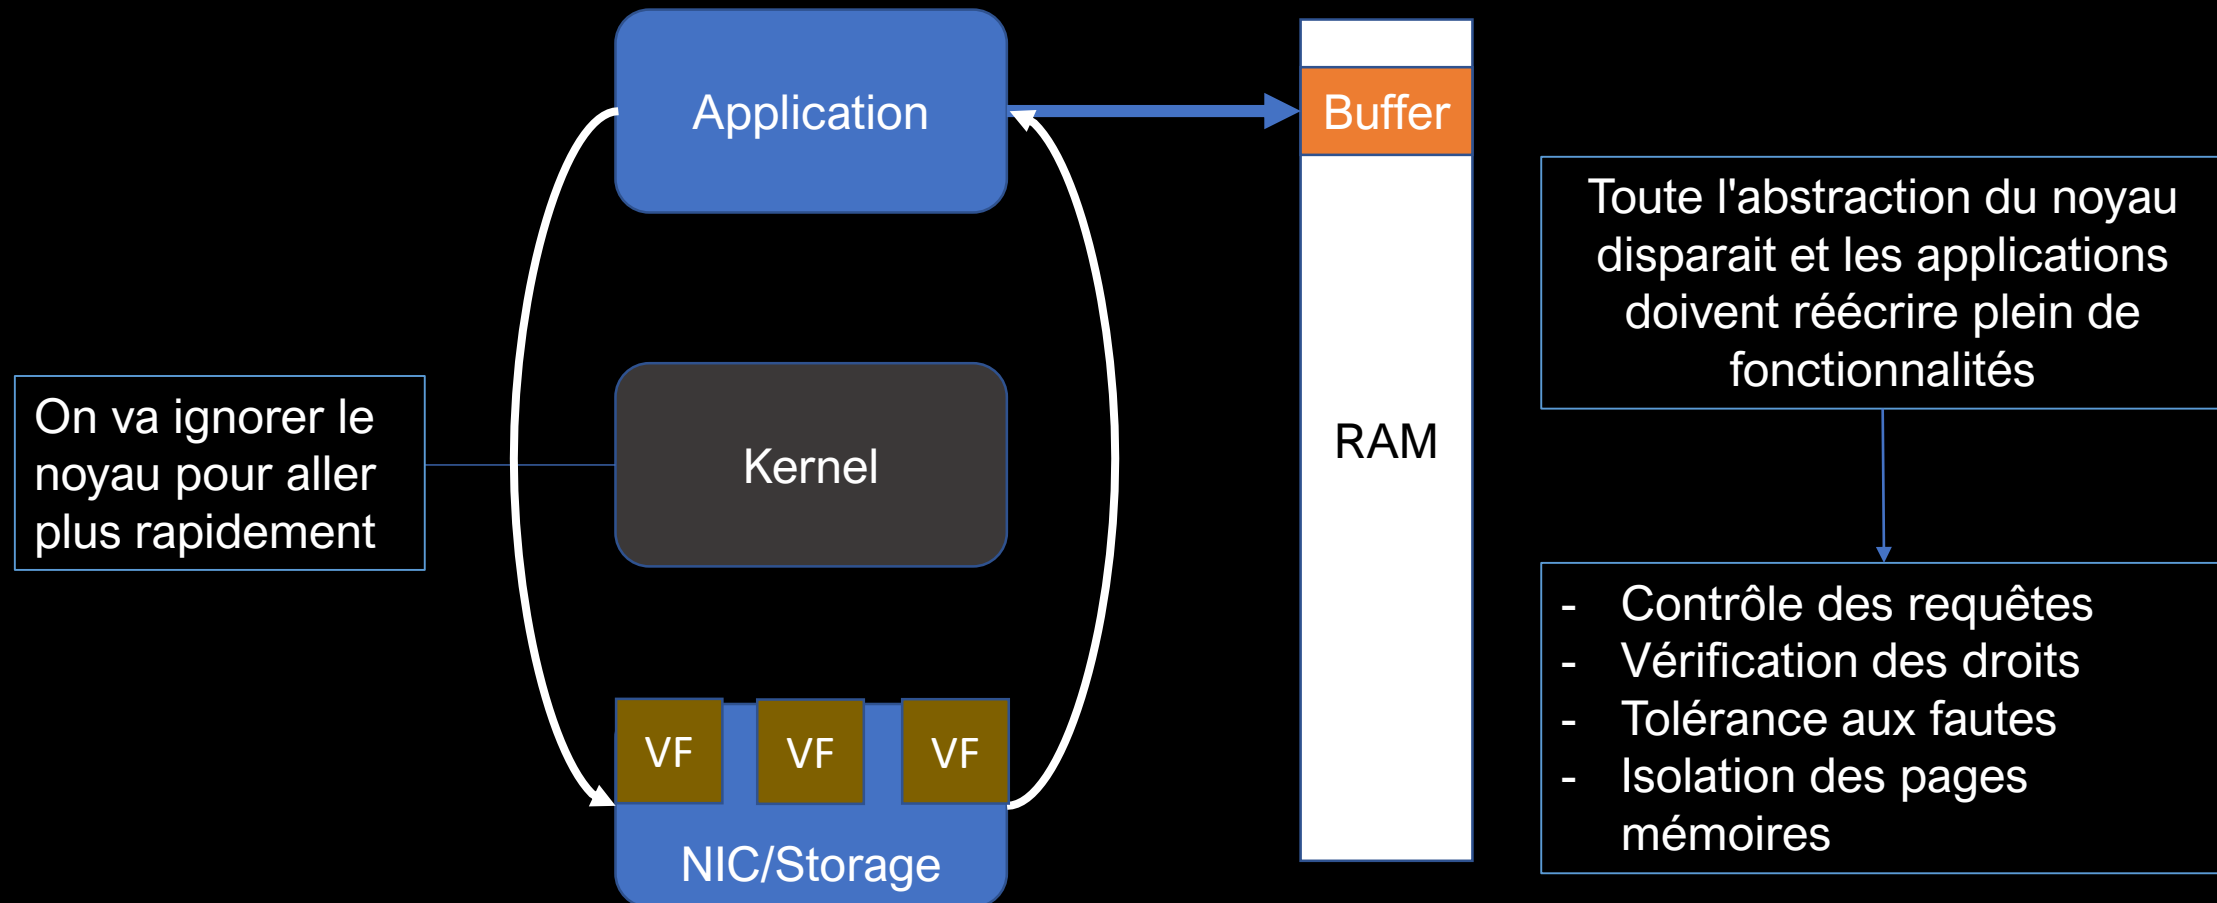 Application
Buffer
Toute l'abstraction du noyau
disparait et les applications
doivent réécrire plein de
fonctionnalités
On va ignorer le
noyau pour aller
plus rapidement
Kernel
RAM
- Contrôle des requêtes
- Vérification des droits
- Tolérance aux fautes
- Isolation des pages
mémoires
VF
VF
VF
NIC/Storage